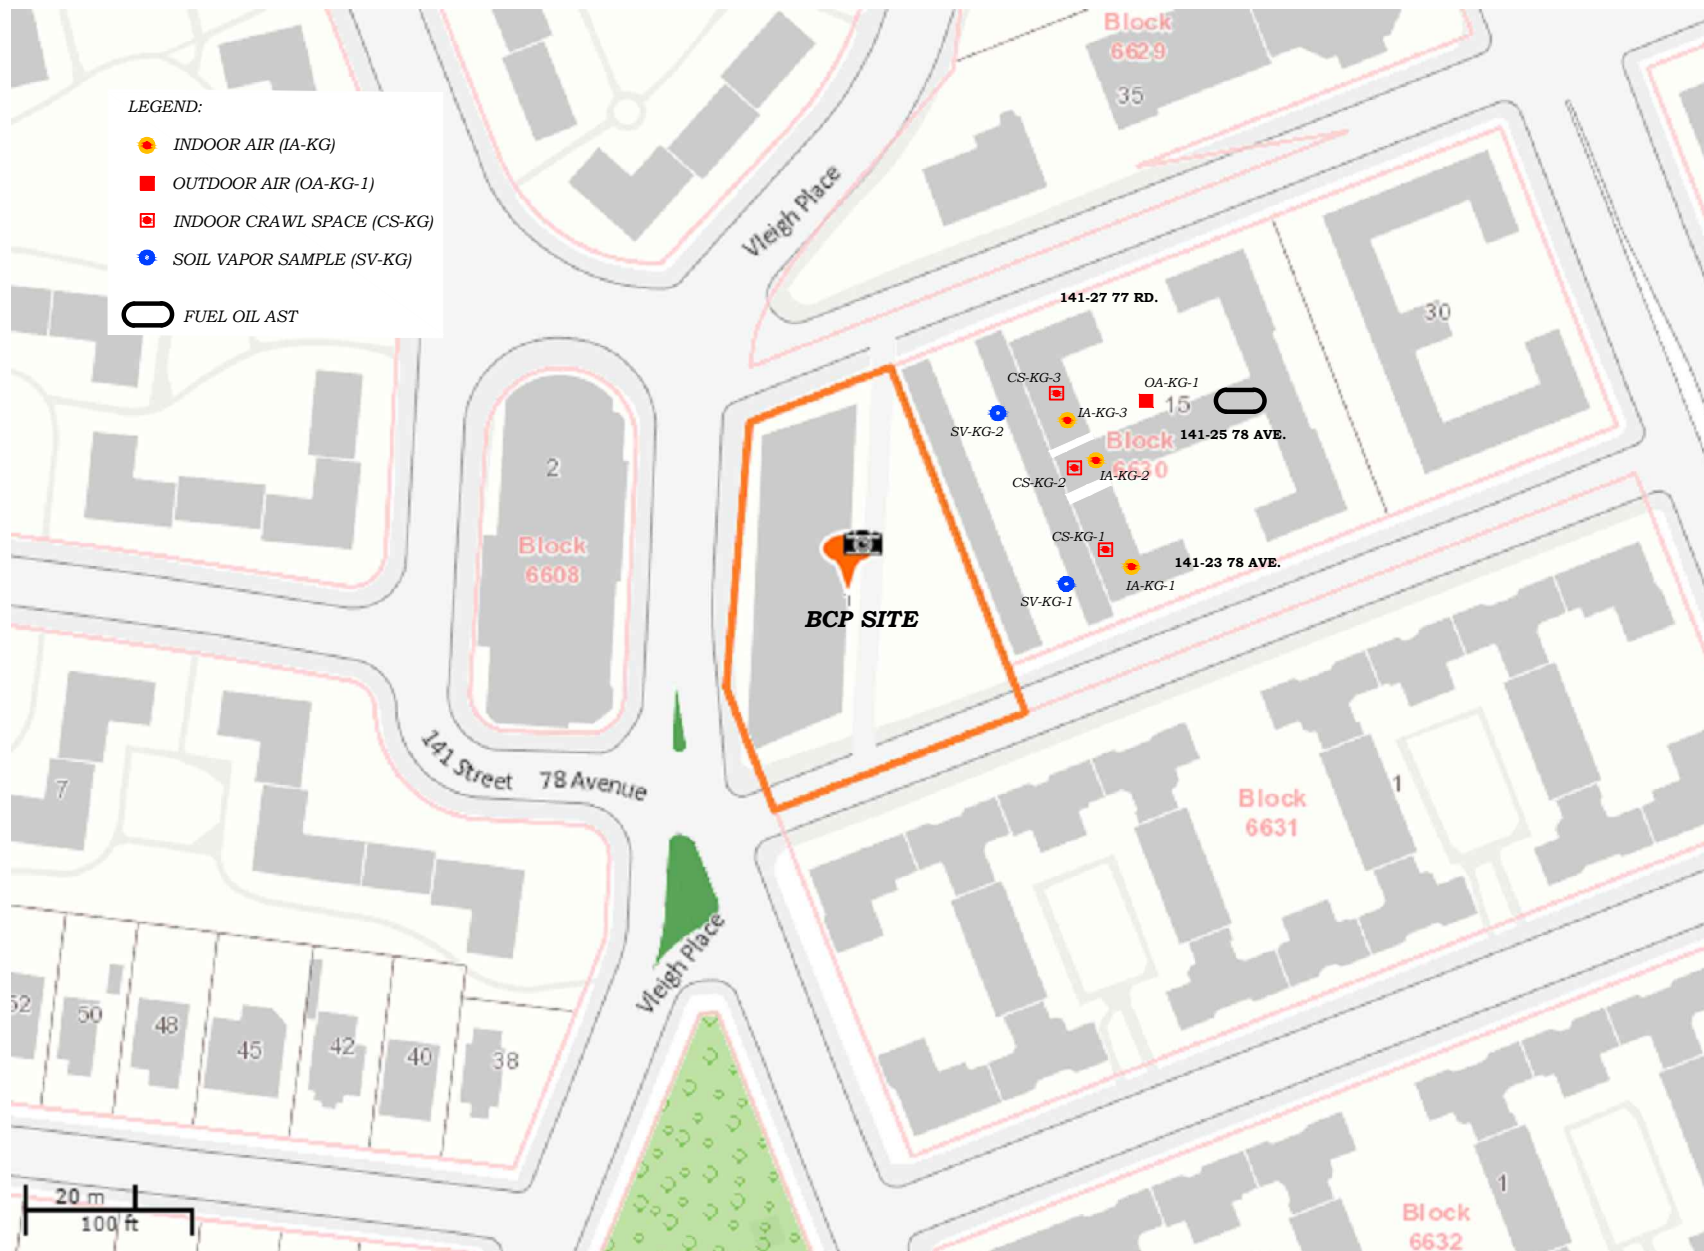 Block
6629
35
LEGEND:
INDOOR AIR (IA-KG)
OUTDOOR AIR (OA-KG-1)
INDOOR CRAWL SPACE (CS-KG)
SOIL VAPOR SAMPLE (SV-KG)
FUEL OIL AST
Vleigh Place
141-27 77 RD.
30
CS-KG-3
OA-KG-1
15
IA-KG-3
SV-KG-2
141-25 78 AVE.
Block
6630
IA-KG-2
CS-KG-2
2
Block
6608
CS-KG-1
141-23 78 AVE.
IA-KG-1
SV-KG-1
1
BCP SITE
141 Street
78 Avenue
7
1
Block
6631
Vleigh Place
52
50
48
45
42
40
38
20 m
100 ft
1
Block
6632